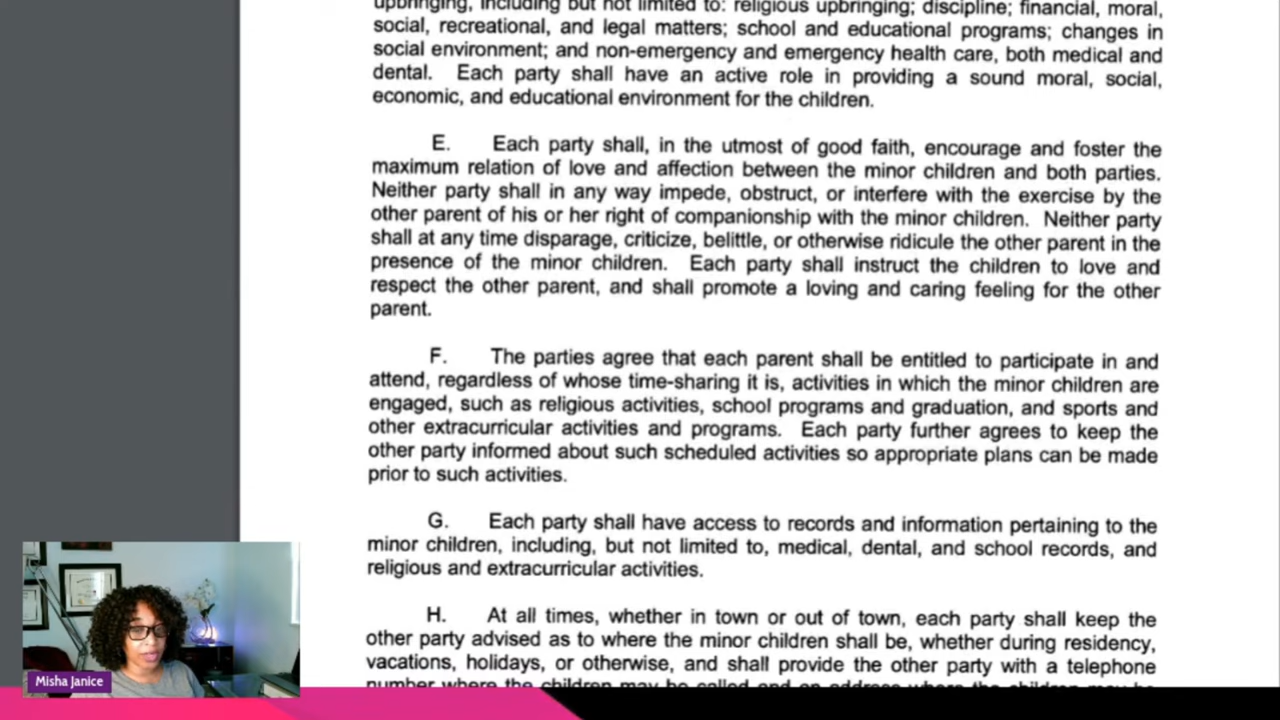 upbringing, including but not limited to: religious upbringing; discipline; financial, moral,
social, recreational, and legal matters; school and educational programs; changes in
social environment; and non-emergency and emergency health care, both medical and
dental. Each party shall have an active role in providing a sound moral, social,
economic, and educational environment for the children.
E. Each party shall, in the utmost of good faith, encourage and foster the
maximum relation of love and affection between the minor children and both parties.
Neither party shall in any way impede, obstruct, or interfere with the exercise by the
other parent of his or her right of companionship with the minor children. Neither party
shall at any time disparage, criticize, belittle, or otherwise ridicule the other parent in the
presence of the minor children. Each party shall instruct the children to love and
respect the other parent, and shall promote a loving and caring feeling for the other
parent.
F. The parties agree that each parent shall be entitled to participate in and
attend, regardless of whose time-sharing it is, activities in which the minor children are
engaged, such as religious activities, school programs and graduation, and sports and
other extracurricular activities and programs. Each party further agrees to keep the
other party informed about such scheduled activities so appropriate plans can be made
prior to such activities.
G. Each party shall have access to records and information pertaining to the
minor children, including, but not limited to, medical, dental, and school records, and
religious and extracurricular activities.
H. At all times, whether in town or out of town, each party shall keep the
other party advised as to where the minor children shall be, whether during residency,
vacations, holidays, or otherwise, and shall provide the other party with a telephone
number where the children may be called and an address where the children may be
Misha Janice